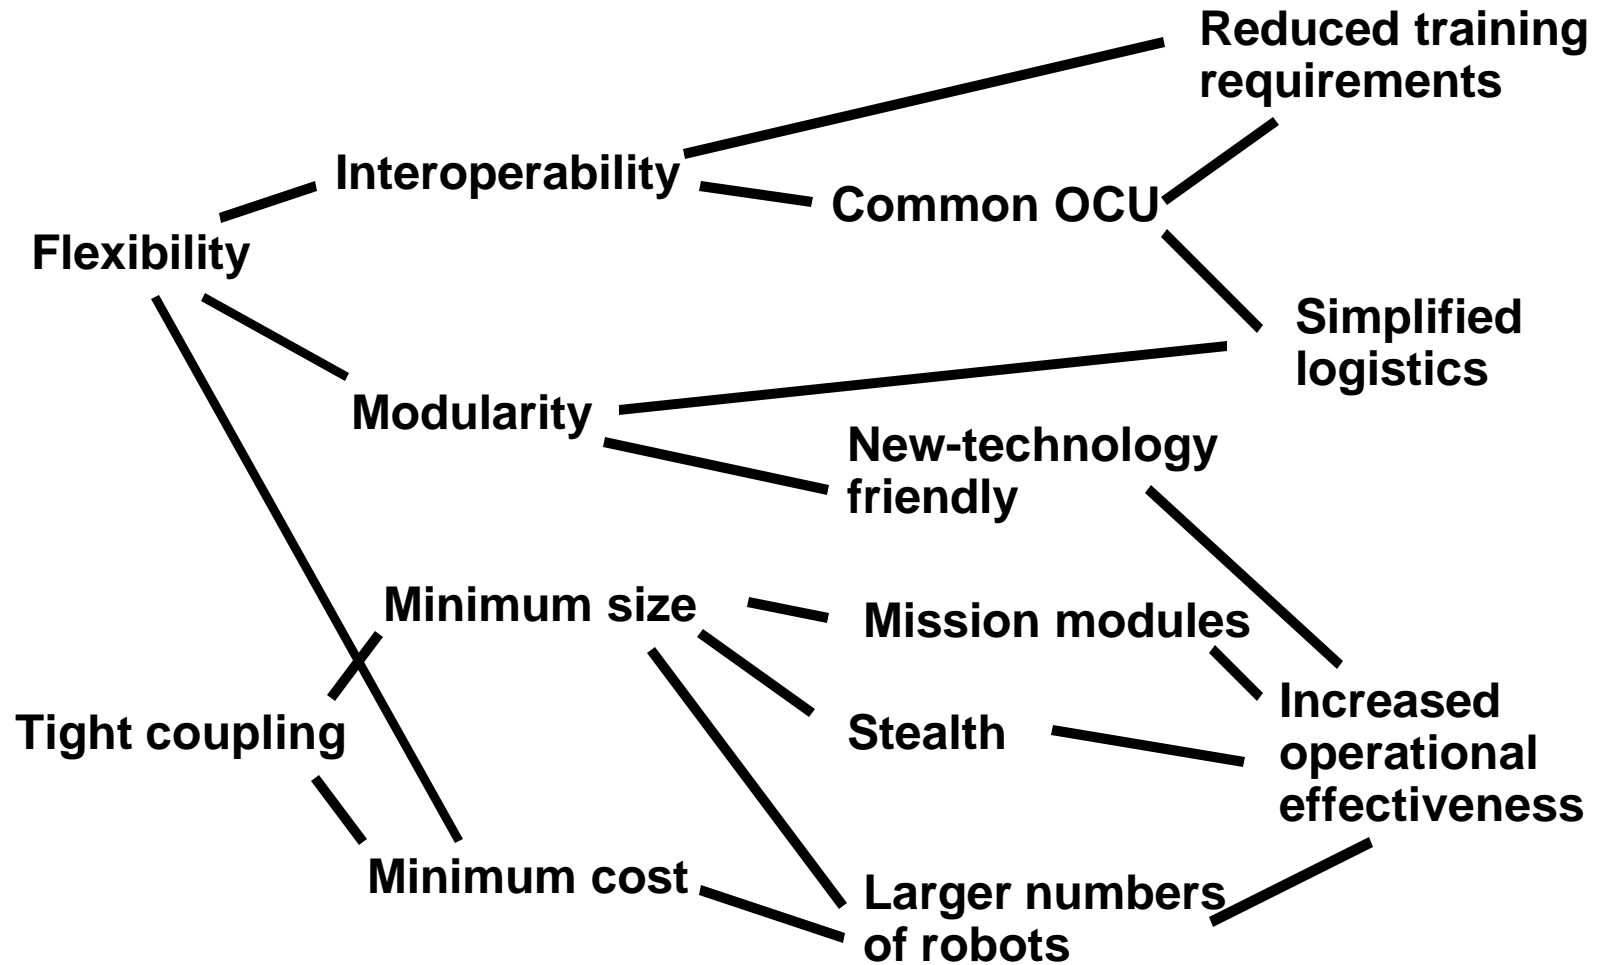 Reduced training
requirements
Interoperability
Common OCU
Flexibility
Simplified
logistics
Modularity
New-technology
friendly
Minimum size
Mission modules
Increased
operational
effectiveness
Tight coupling
Stealth
Minimum cost
Larger numbers
of robots